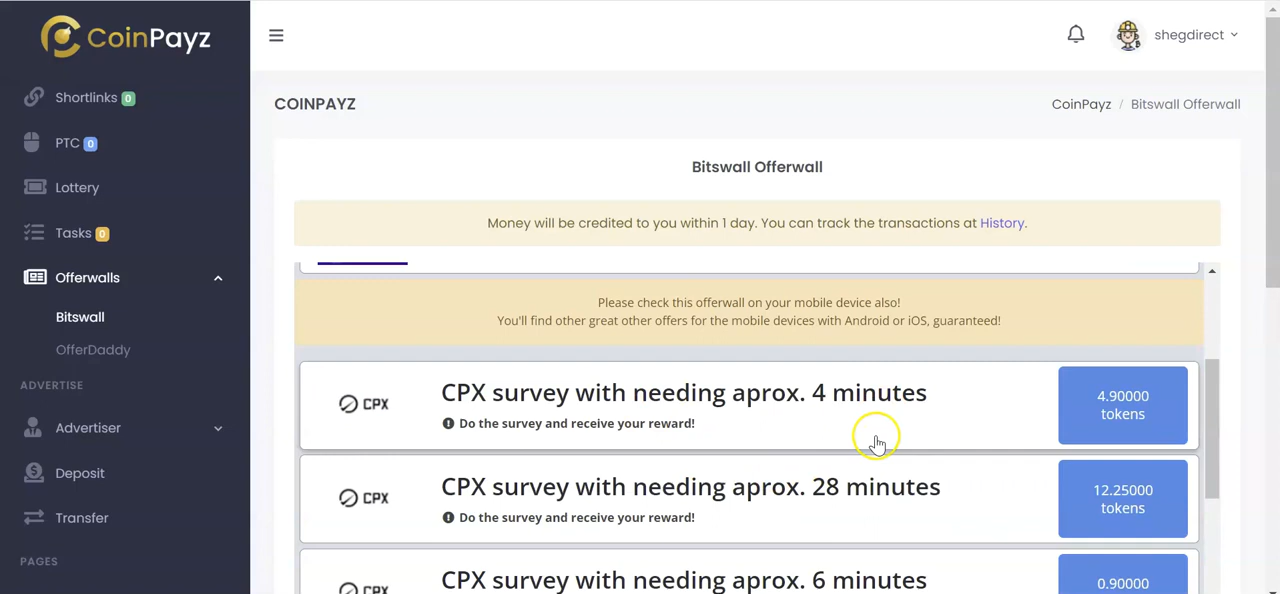 CoinPayz
shegdirect
Shortlinks 0
PTC 0
Lottery
Tasks 0
Offerwalls
Bitswall
OfferDaddy
ADVERTISE
Advertiser
Deposit
Transfer
PAGES
COINPAYZ
CoinPayz / Bitswall Offerwall
Bitswall Offerwall
Money will be credited to you within 1 day. You can track the transactions at History.
Please check this offerwall on your mobile device also!
You'll find other great other offers for the mobile devices with Android or iOS, guaranteed!
CPX
CPX survey with needing aprox. 4 minutes
Do the survey and receive your reward!
4.90000
tokens
CPX
CPX survey with needing aprox. 28 minutes
Do the survey and receive your reward!
12.25000
tokens
CPX
CPX survey with needing aprox. 6 minutes
0.90000